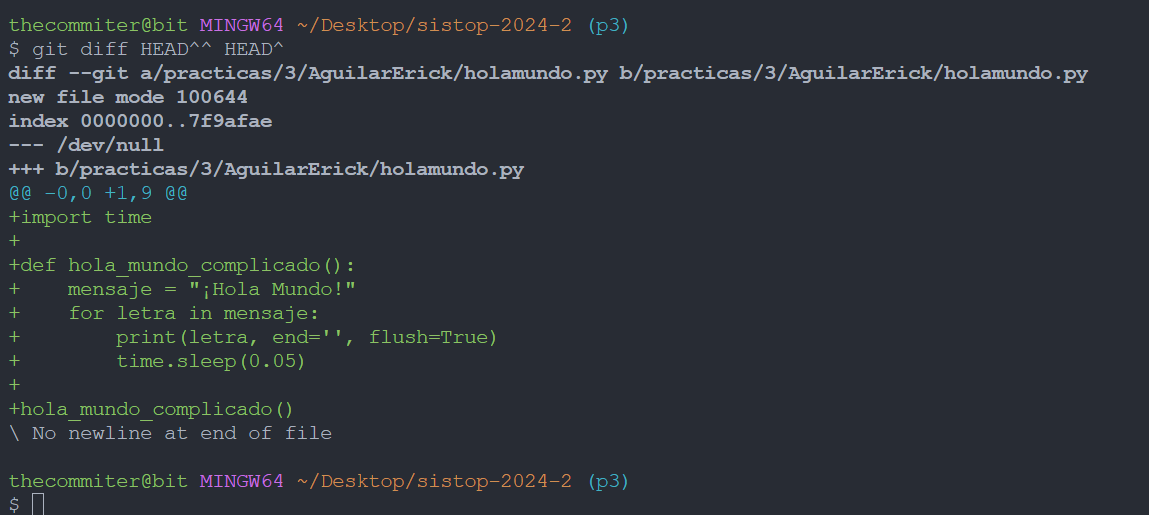 thecommiter@bit MINGW64 ~/Desktop/sistop-2024-2 (p3)
$ git diff HEAD^^ HEAD^
diff --git a/practicas/3/AguilarErick/holamundo.py b/practicas/3/AguilarErick/holamundo.py
new file mode 100644
index 0000000..7f9afae
--- /dev/null
+++ b/practicas/3/AguilarErick/holamundo.py
@@ -0,0 +1,9 @@
+import time
+
+def hola_mundo_complicado():
+    mensaje = "¡Hola Mundo!"
+    for letra in mensaje:
+        print(letra, end='', flush=True)
+        time.sleep(0.05)
+
+hola_mundo_complicado()
\ No newline at end of file
thecommiter@bit MINGW64 ~/Desktop/sistop-2024-2 (p3)
$